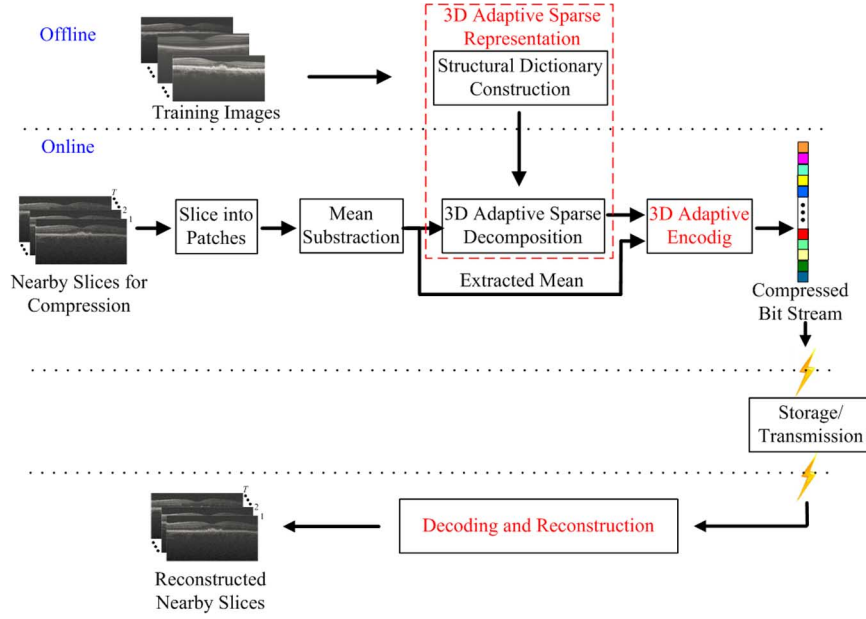 Offline
3D Adaptive Sparse
Representation
Structural Dictionary
Construction
Training Images
Online
T
2
1
Slice into
Patches
Mean
Substraction
3D Adaptive Sparse
Decomposition
3D Adaptive
Encodig
Nearby Slices for
Compression
Extracted Mean
Compressed
Bit Stream
Storage/
Transmission
T
2
1
Decoding and Reconstruction
Reconstructed
Nearby Slices